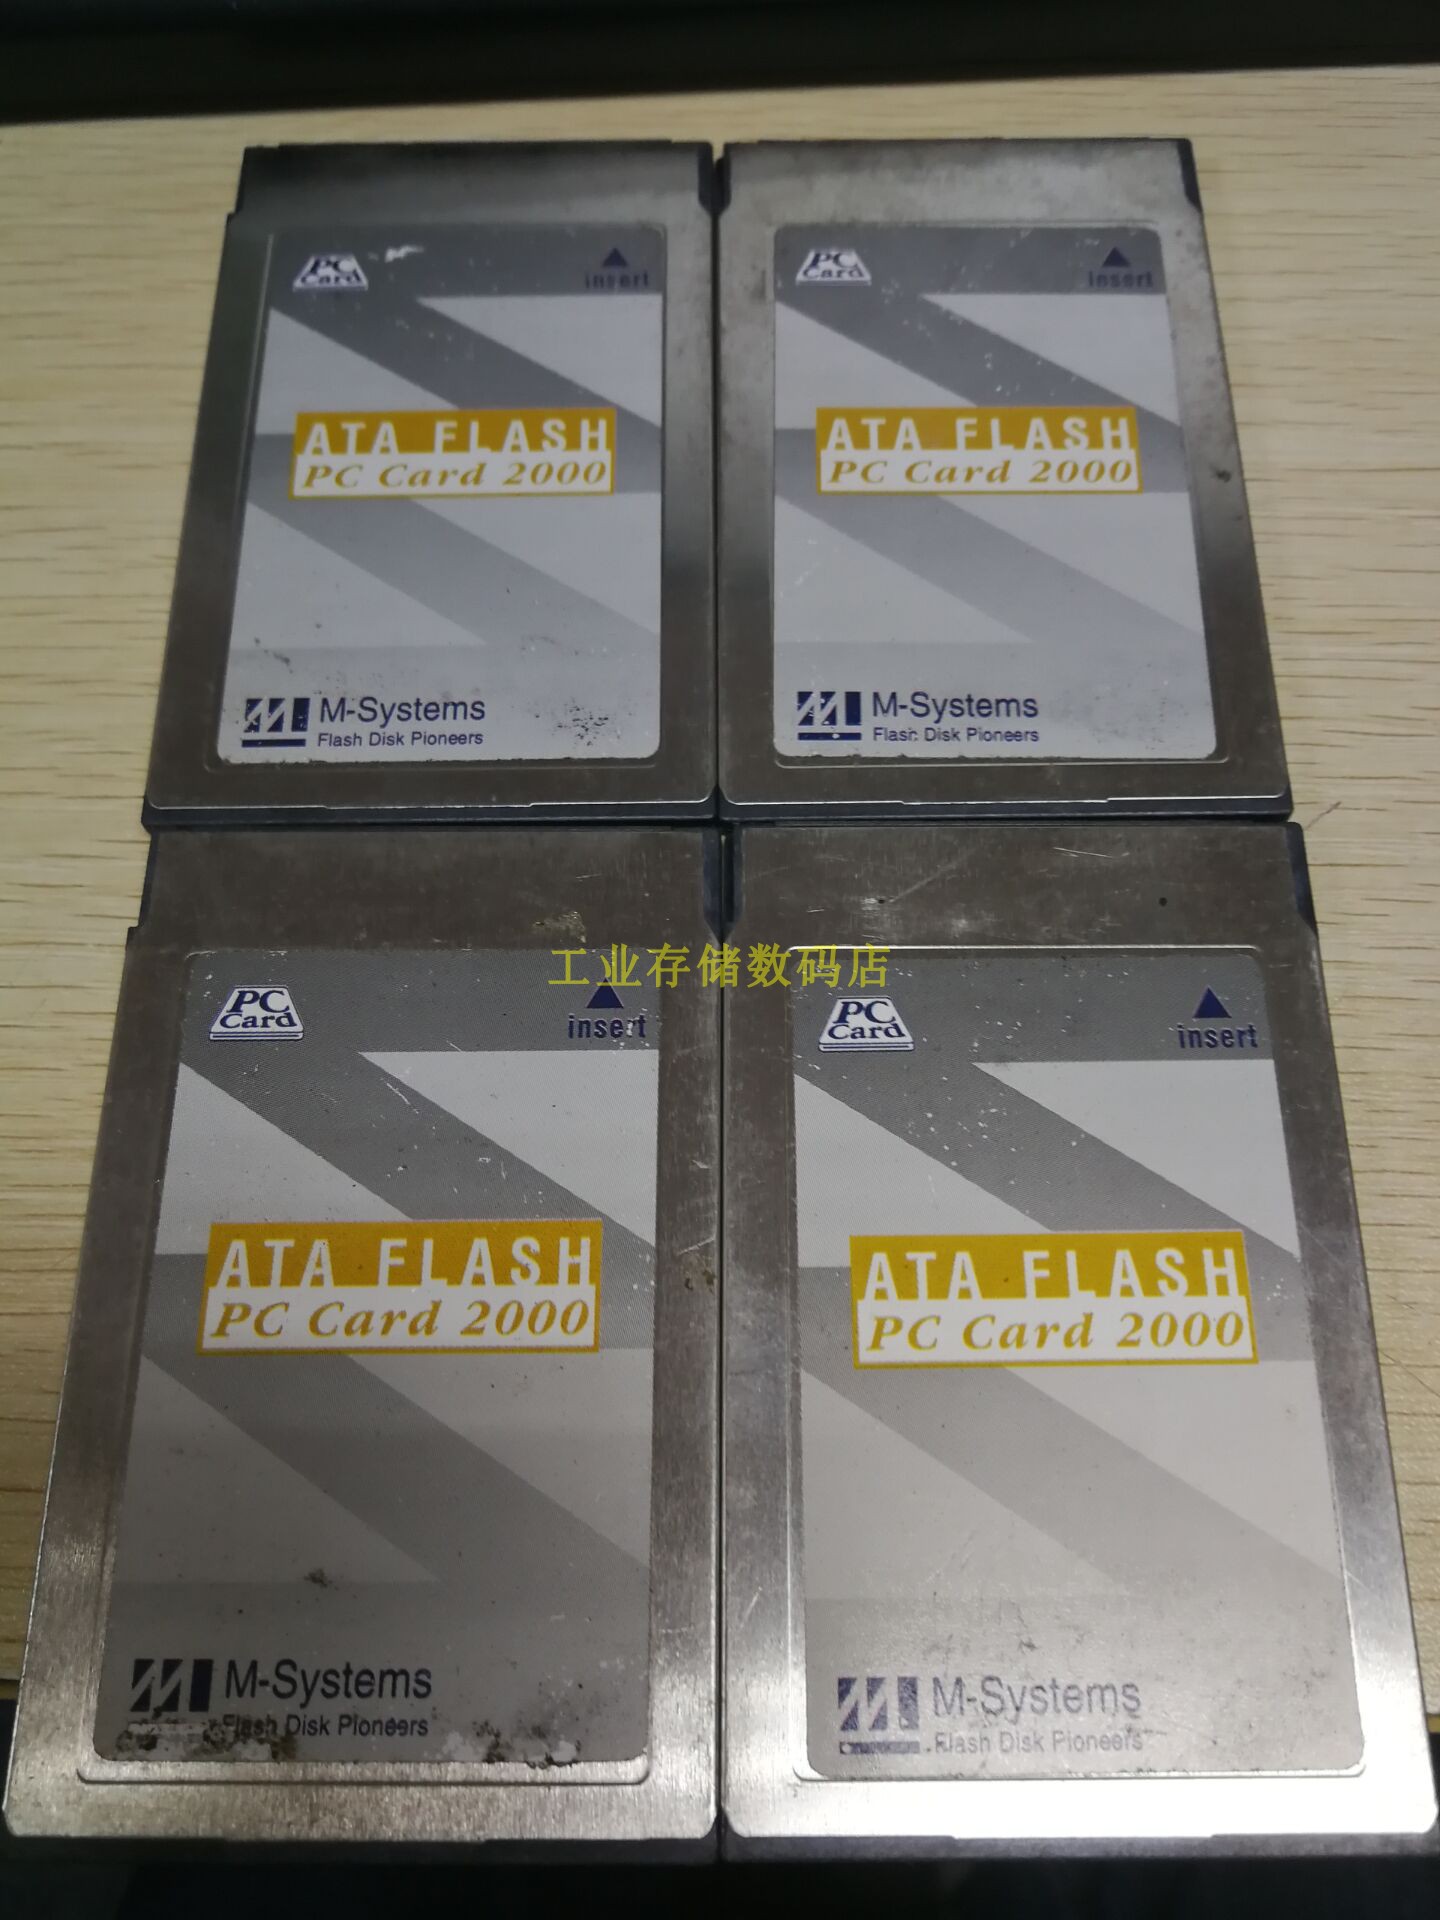 PC Card
insert
ATA FLASH
PC Card 2000
M-Systems
Flash Disk Pioneers
PC Card
insert
ATA FLASH
PC Card 2000
M-Systems
Flash Disk Pioneers
工业存储数码店
PC Card
insert
ATA FLASH
PC Card 2000
M-Systems
Flash Disk Pioneers
PC Card
insert
ATA FLASH
PC Card 2000
M-Systems
Flash Disk Pioneers